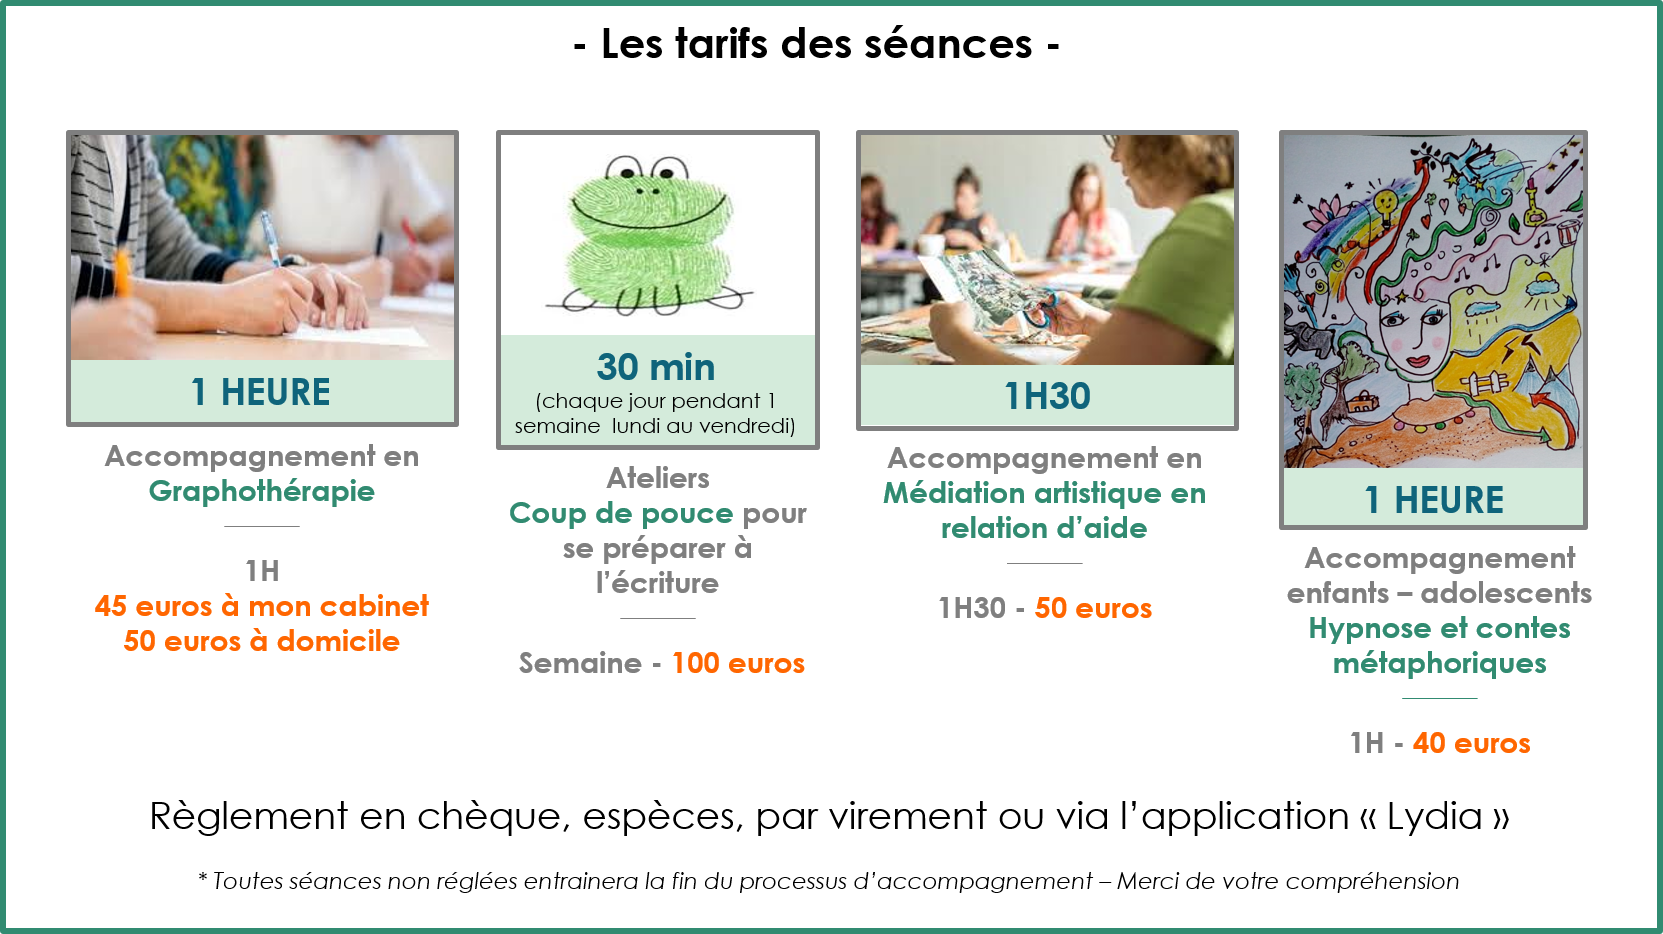 - Les tarifs des séances -
1 HEURE
Accompagnement en
Graphothérapie
1H
45 euros à mon cabinet
50 euros à domicile
30 min
(chaque jour pendant 1
semaine lundi au vendredi)
Ateliers
Coup de pouce pour
se préparer à
l’écriture
Semaine - 100 euros
1H30
Accompagnement en
Médiation artistique en
relation d’aide
1H30 - 50 euros
1 HEURE
Accompagnement
enfants – adolescents
Hypnose et contes
métaphoriques
1H - 40 euros
Règlement en chèque, espèces, par virement ou via l’application « Lydia »
* Toutes séances non réglées entrainera la fin du processus d’accompagnement – Merci de votre compréhension